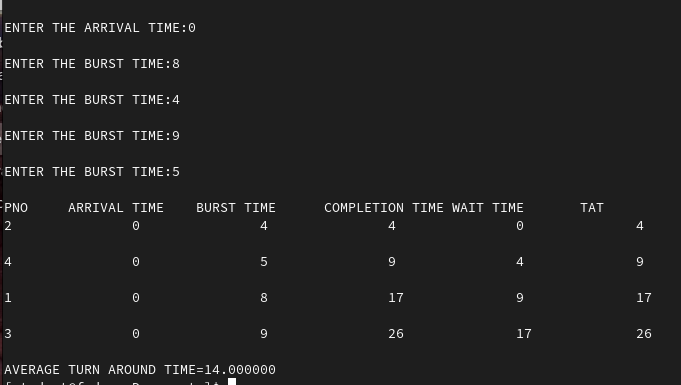 ENTER THE ARRIVAL TIME:0
ENTER THE BURST TIME:8
ENTER THE BURST TIME:4
ENTER THE BURST TIME:9
ENTER THE BURST TIME:5
PNO ARRIVAL TIME BURST TIME COMPLETION TIME WAIT TIME TAT
2 0 4 4 0 4
4 0 5 9 4 9
1 0 8 17 9 17
3 0 9 26 17 26
AVERAGE TURN AROUND TIME=14.000000